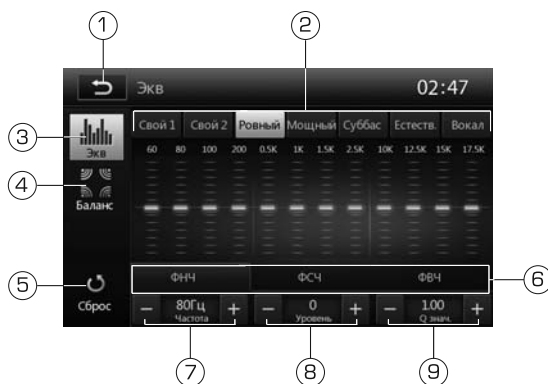 1 2
Экв 02:47
3 Экв
Свой 1 Свой 2 Ровный Мощный Суббас Естеств. Вокал
60 80 100 200 0.5K 1K 1.5K 2.5K 10K 12.5K 15K 17.5K
4 Баланс
ФНЧ ФСЧ ФВЧ 6
5 Сброс
− 80Гц + − 0 + − 1.00 +
Частота Уровень Q знач.
7 8 9